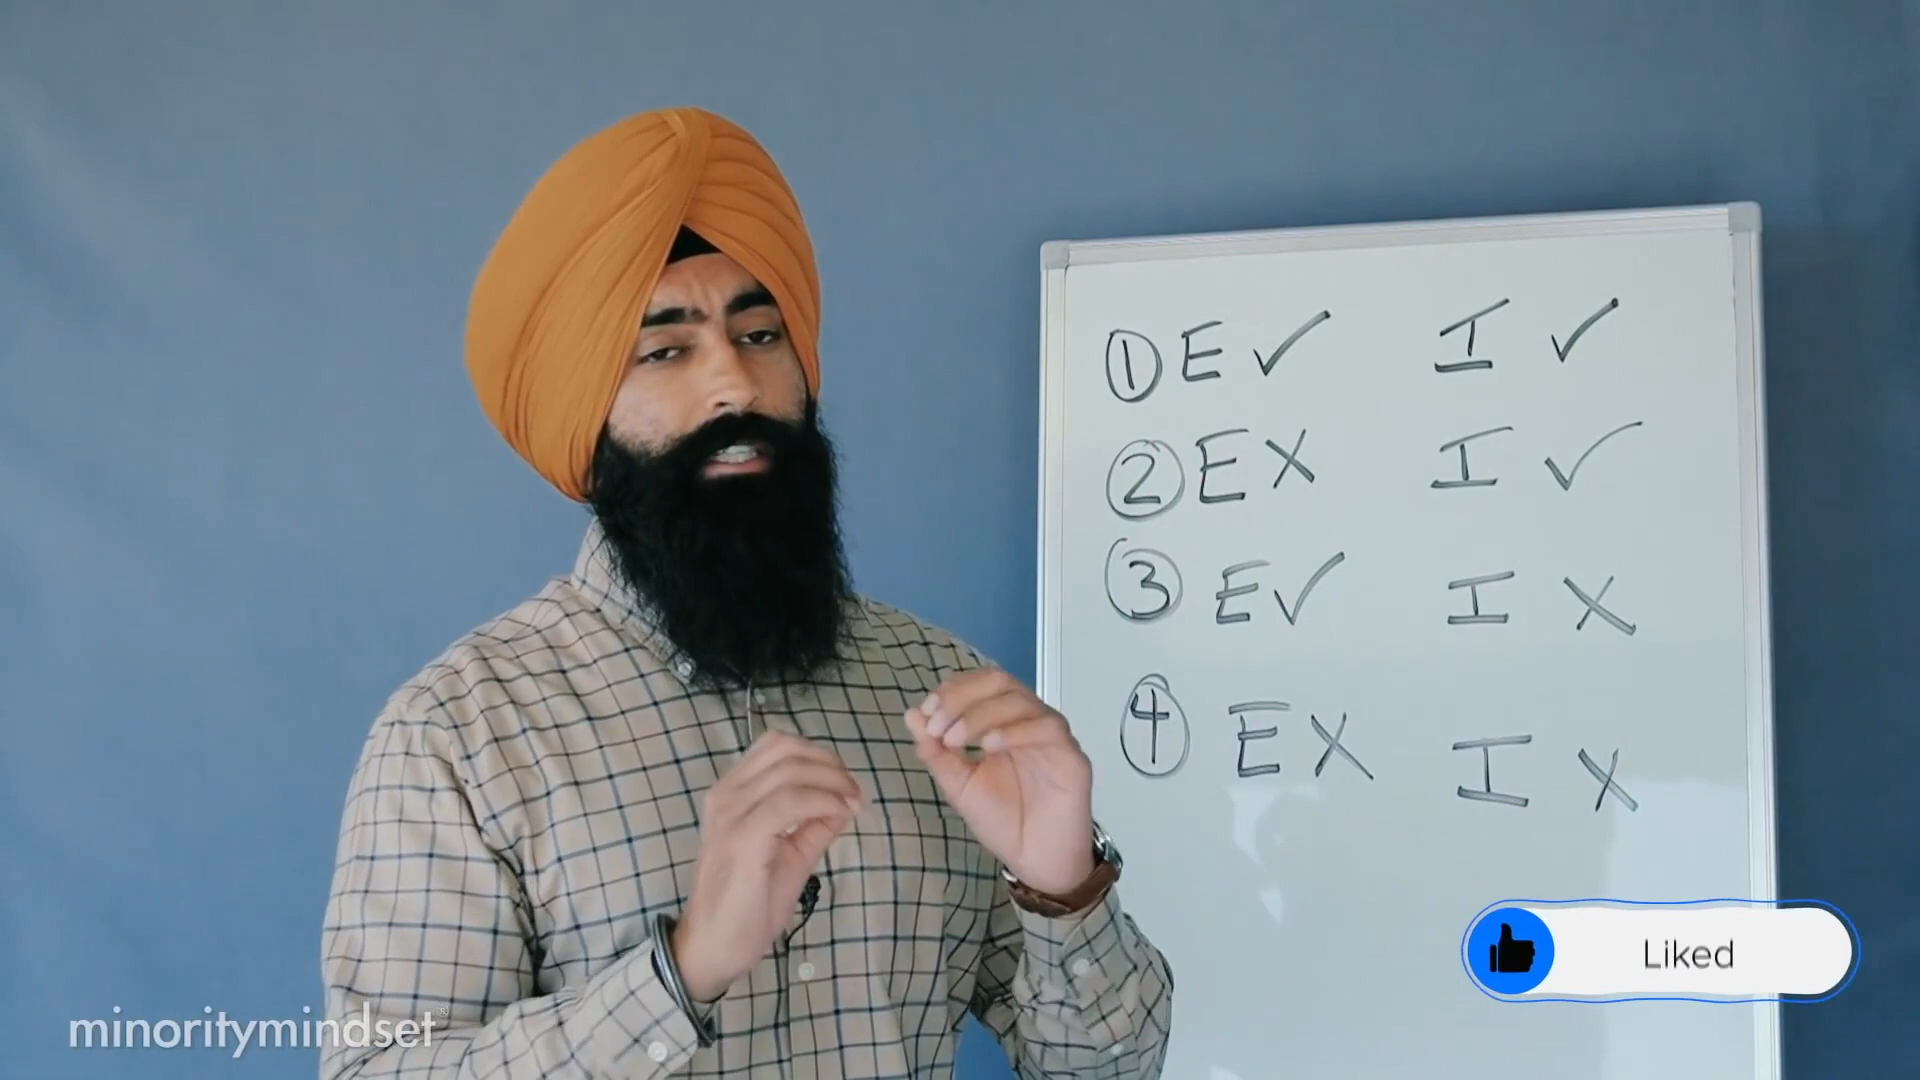 ① E ✓ I ✓
② E X I ✓
③ E ✓ I X
④ E X I X
Liked
minoritymindset®